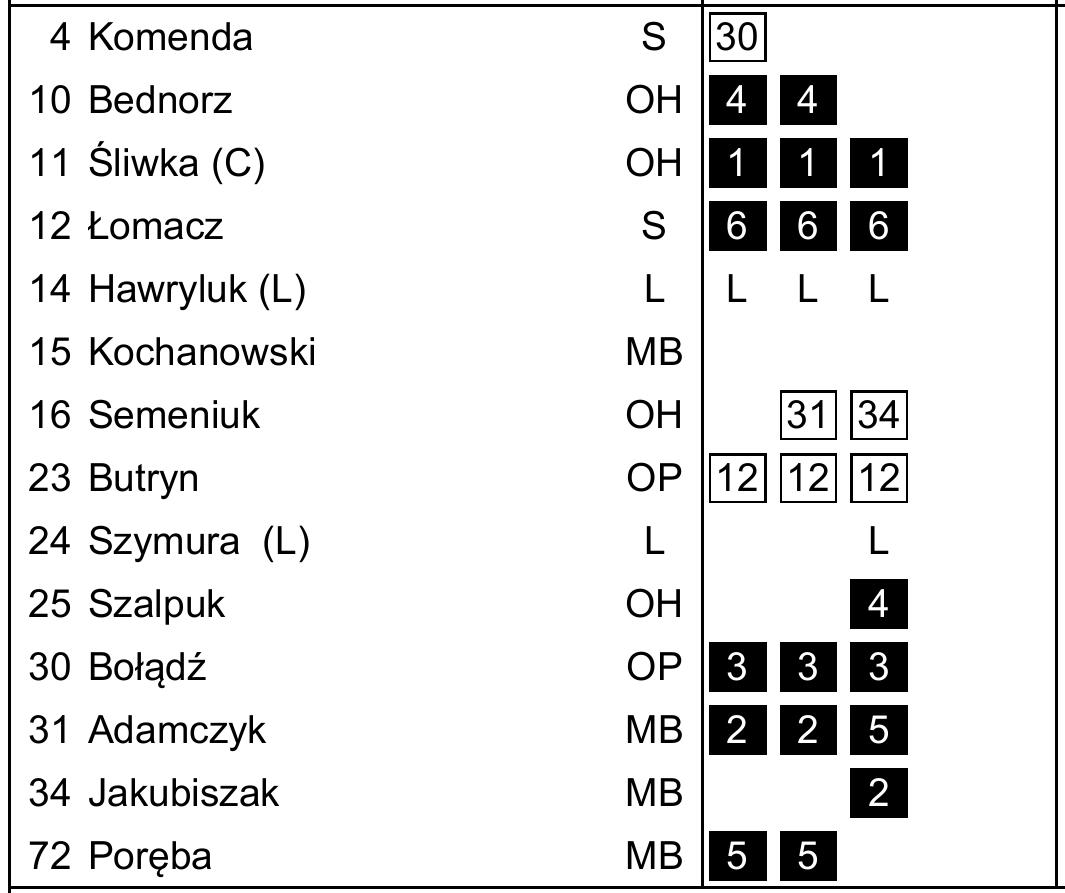 4 Komenda S 30
10 Bednorz OH 4 4
11 Śliwka (C) OH 1 1 1
12 Łomacz S 6 6 6
14 Hawryluk (L) L L L L
15 Kochanowski MB
16 Semeniuk OH 31 34
23 Butryn OP 12 12 12
24 Szymura (L) L L
25 Szalpuk OH 4
30 Bołądź OP 3 3 3
31 Adamczyk MB 2 2 5
34 Jakubiszak MB 2
72 Poręba MB 5 5